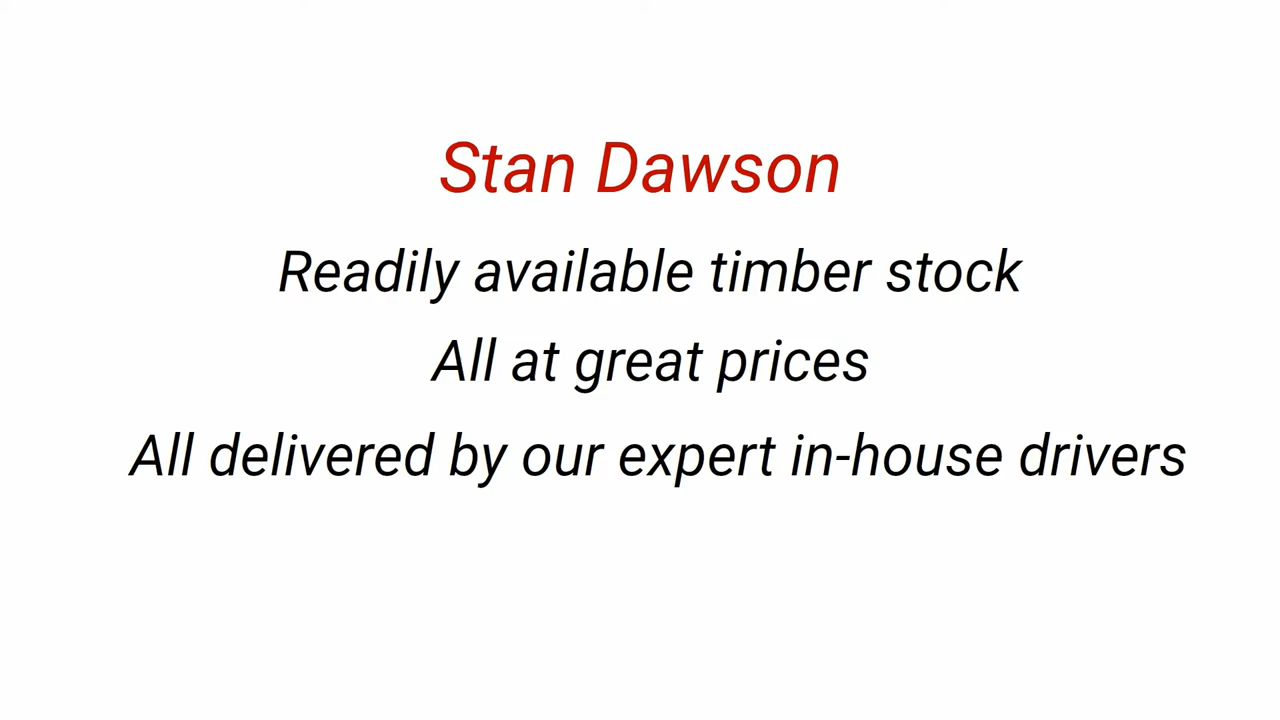 Stan Dawson
Readily available timber stock
All at great prices
All delivered by our expert in-house drivers